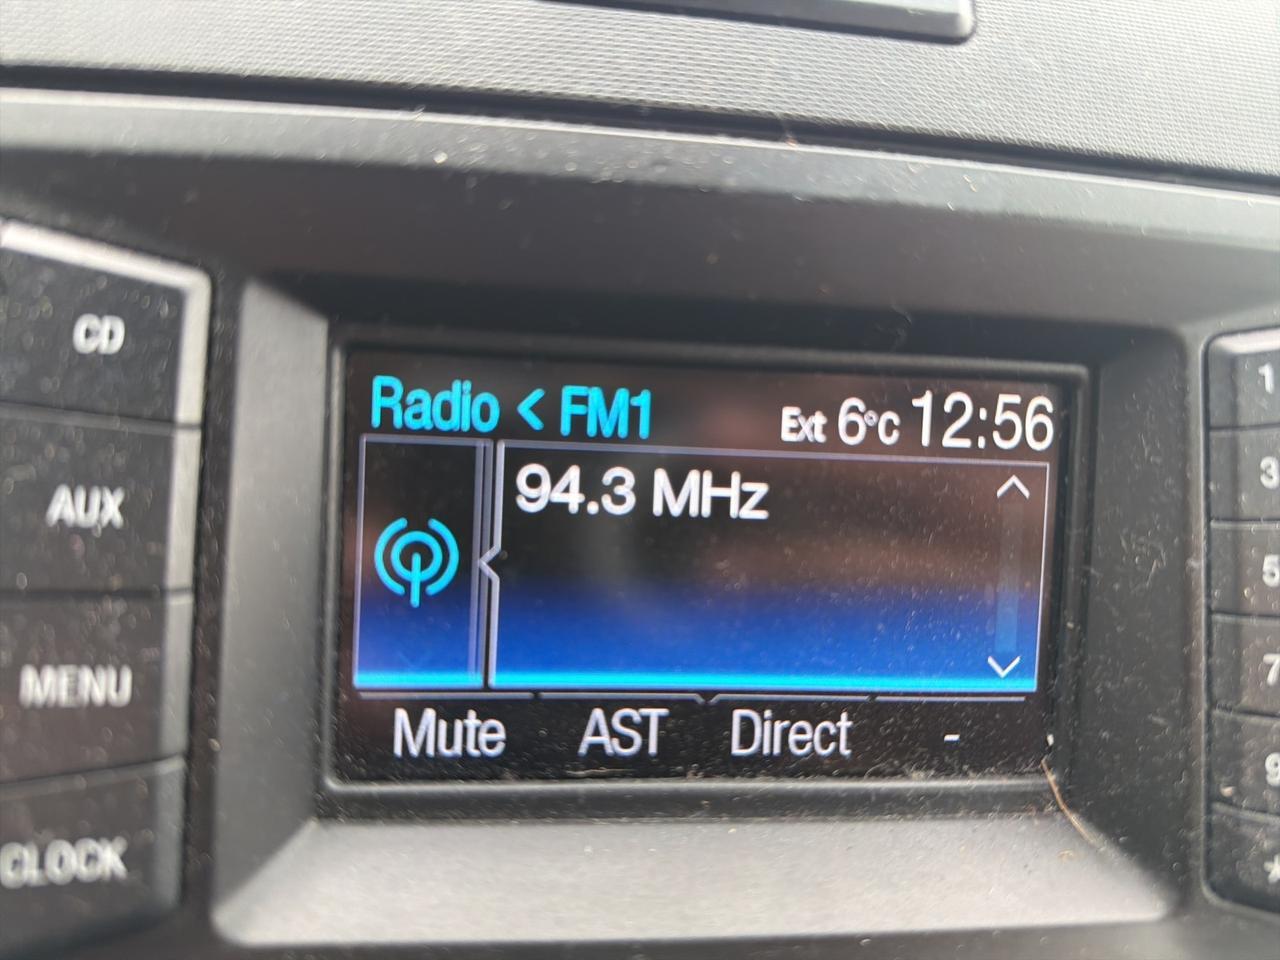 CD
AUX
MENU
CLOCK
Radio < FM1
Ext 6°C 12:56
94.3 MHz
Mute AST Direct -
1
3
5
7
9
*